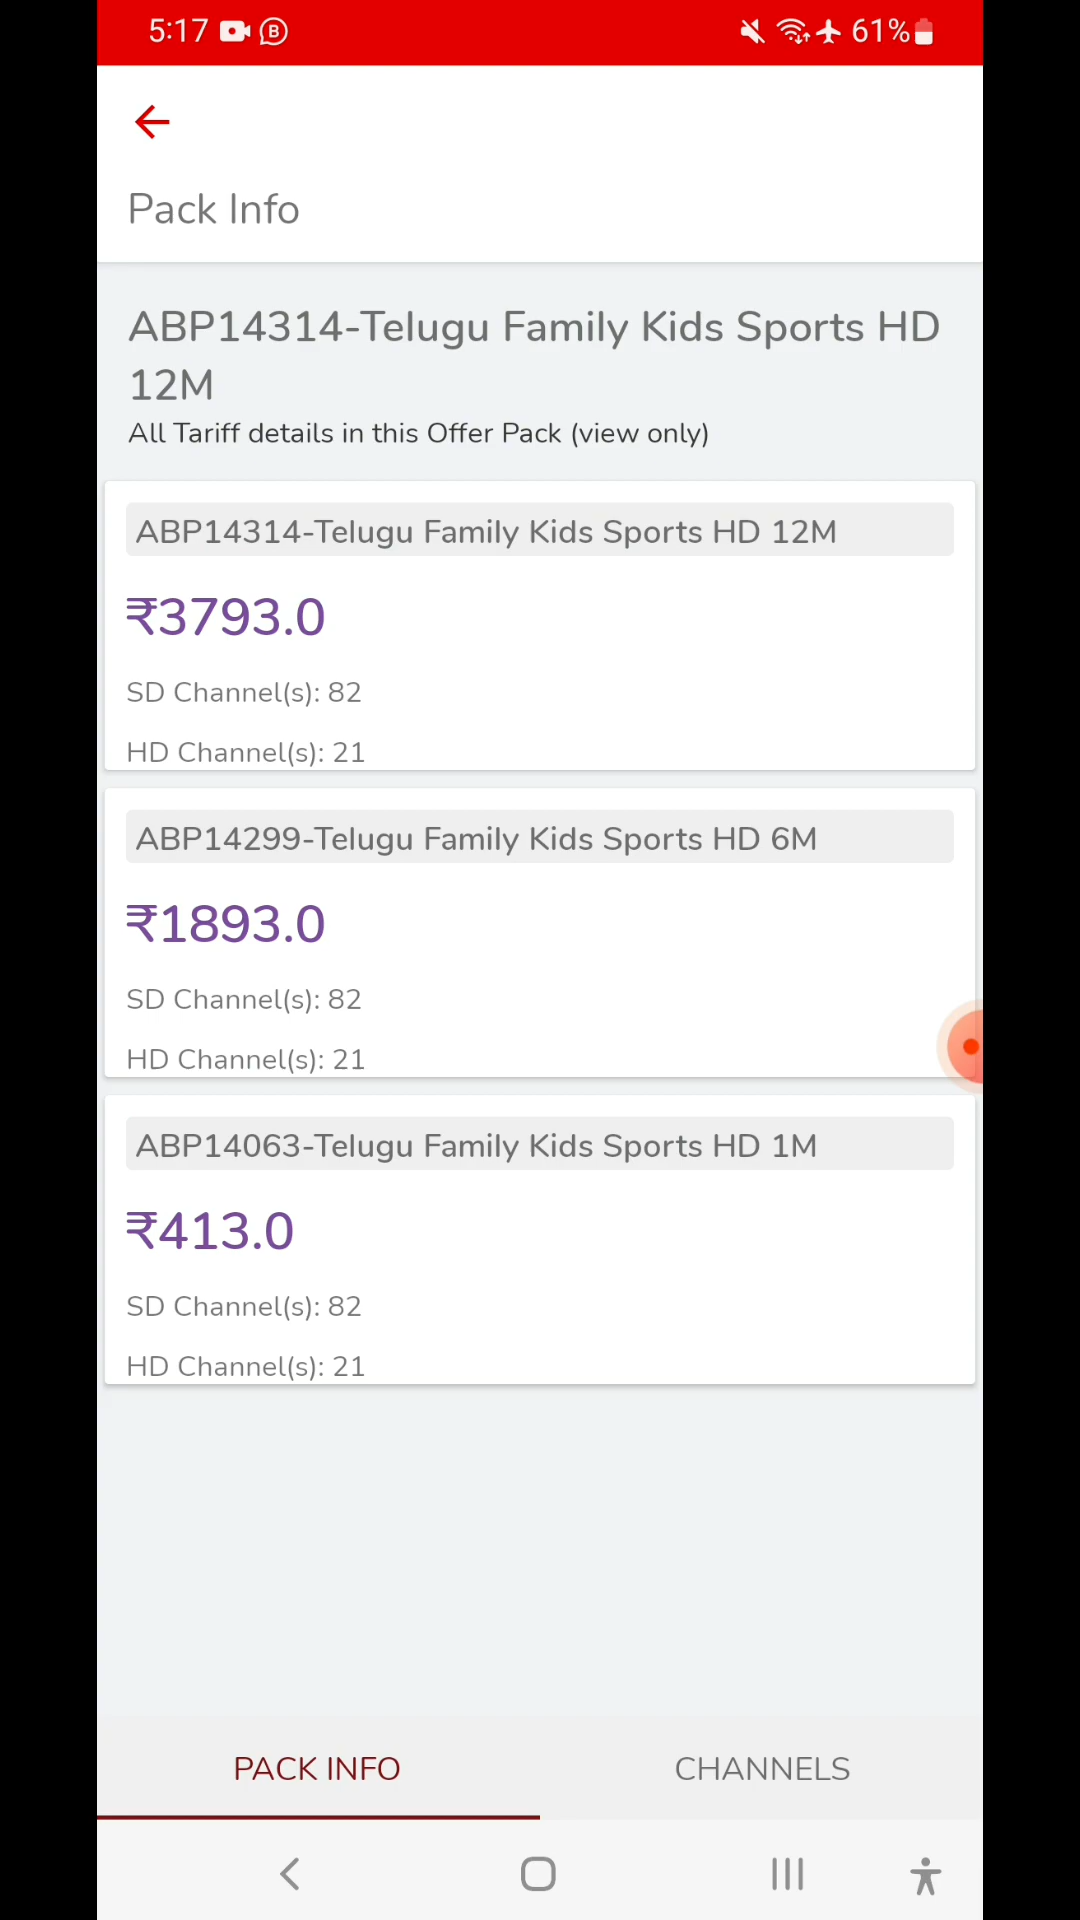 5:17
61%
Pack Info
ABP14314-Telugu Family Kids Sports HD
12M
All Tariff details in this Offer Pack (view only)
ABP14314-Telugu Family Kids Sports HD 12M
₹3793.0
SD Channel(s): 82
HD Channel(s): 21
ABP14299-Telugu Family Kids Sports HD 6M
₹1893.0
SD Channel(s): 82
HD Channel(s): 21
ABP14063-Telugu Family Kids Sports HD 1M
₹413.0
SD Channel(s): 82
HD Channel(s): 21
PACK INFO
CHANNELS